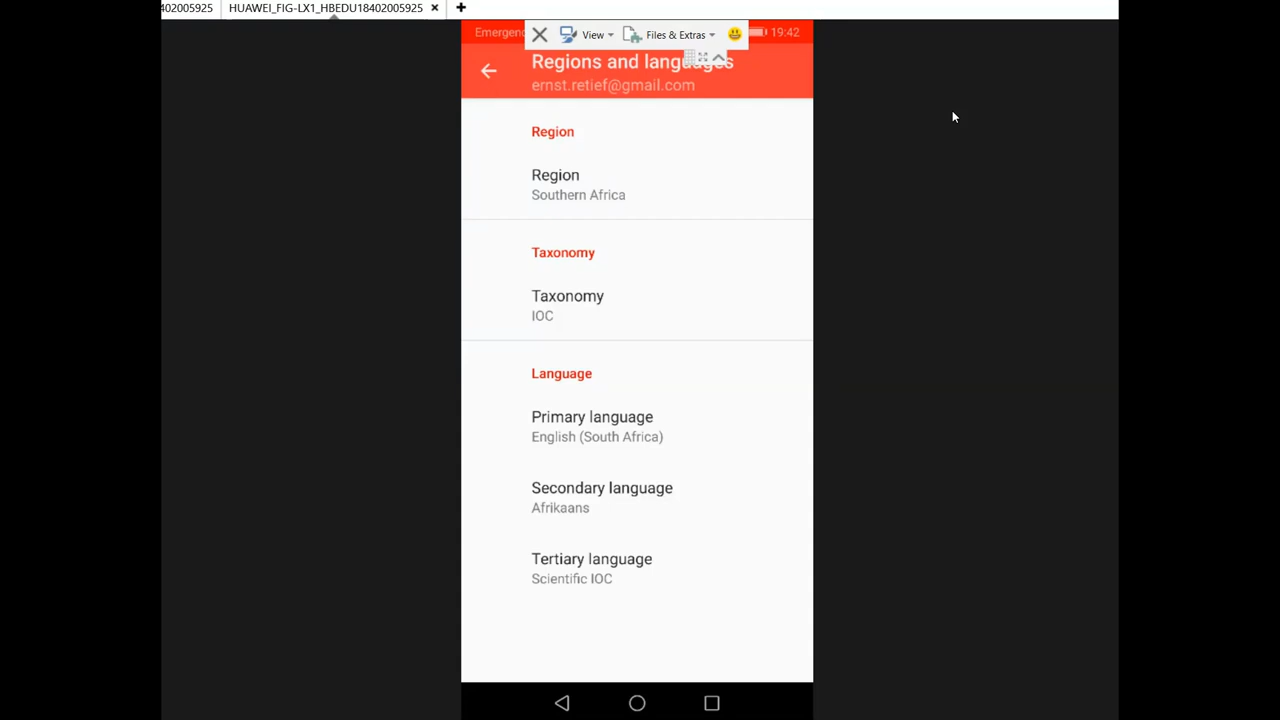 402005925
HUAWEI_FIG-LX1_HBEDU18402005925
View
Files & Extras
19:42
Regions and languages
ernst.retief@gmail.com
Region
Region
Southern Africa
Taxonomy
Taxonomy
IOC
Language
Primary language
English (South Africa)
Secondary language
Afrikaans
Tertiary language
Scientific IOC